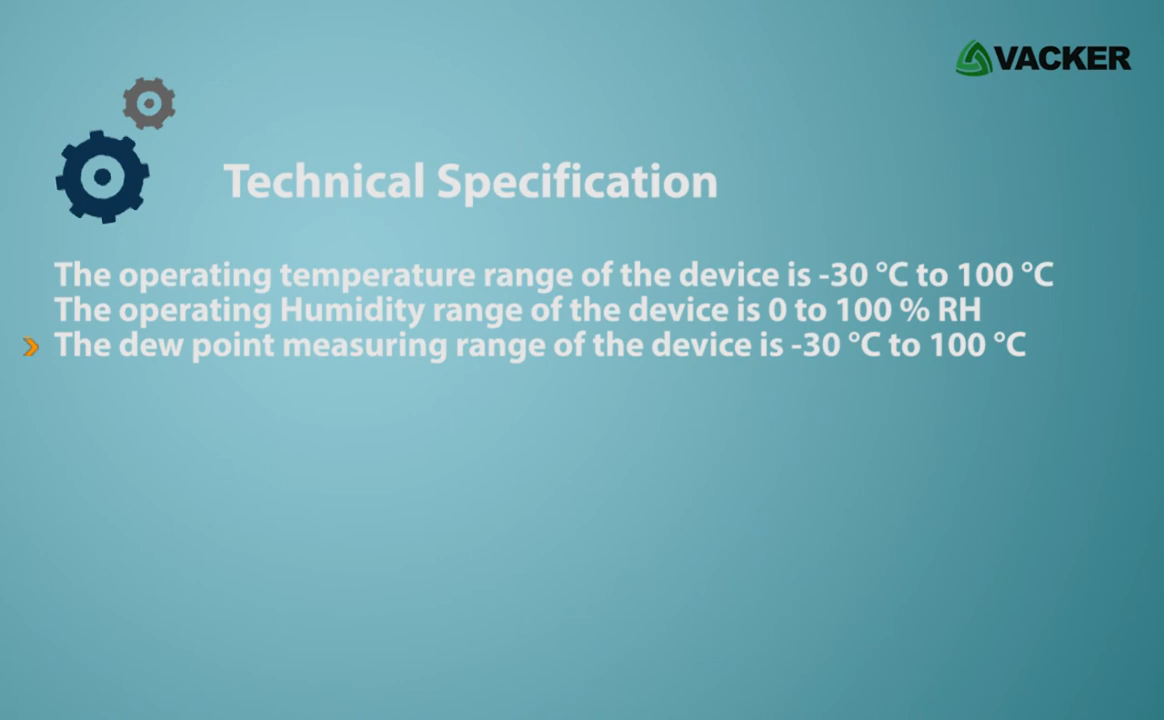 VACKER
Technical Specification
The operating temperature range of the device is -30 °C to 100 °C
The operating Humidity range of the device is 0 to 100 % RH
The dew point measuring range of the device is -30 °C to 100 °C